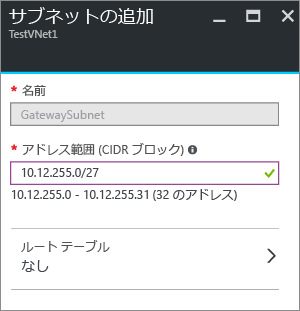 サブネットの追加
TestVNet1
* 名前
GatewaySubnet
* アドレス範囲 (CIDR ブロック)
10.12.255.0/27
10.12.255.0 - 10.12.255.31 (32 のアドレス)
ルート テーブル
なし